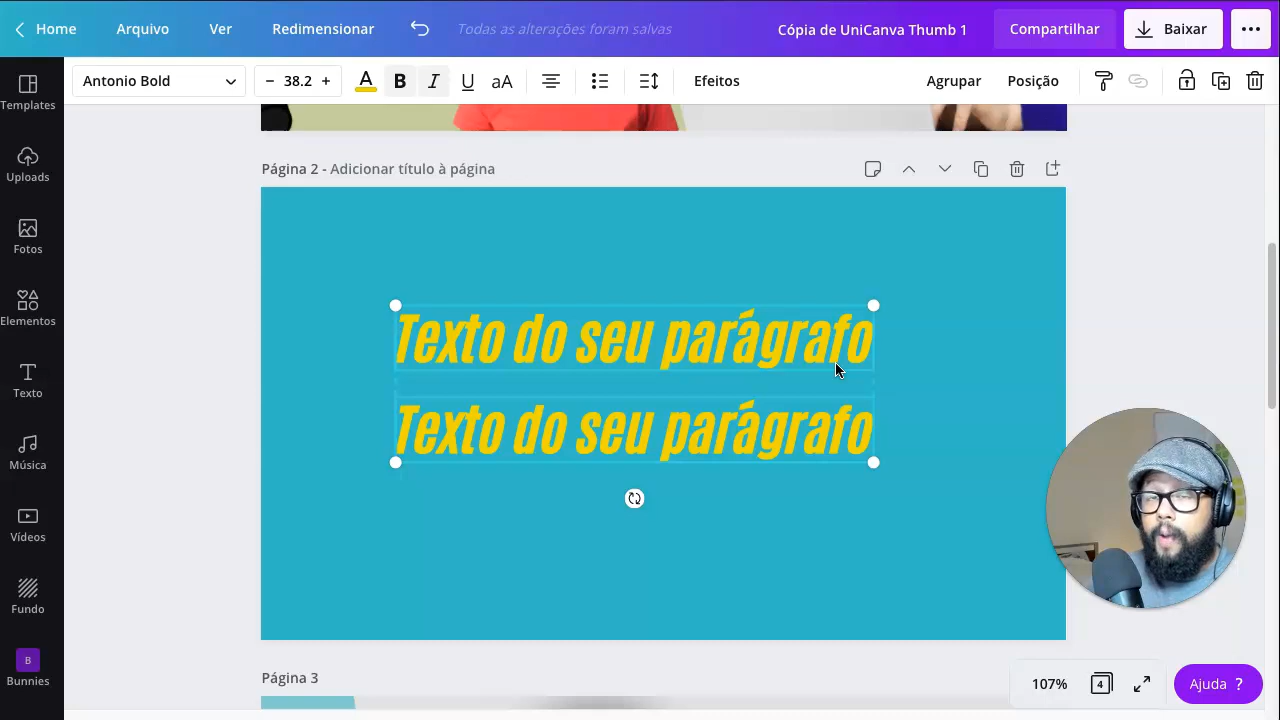 Home Arquivo Ver Redimensionar Todas as alterações foram salvas Cópia de UniCanva Thumb 1 Compartilhar Baixar
Antonio Bold − 38.2 + A B I U aA Efeitos Agrupar Posição
Templates
Uploads
Fotos
Elementos
Texto
Música
Vídeos
Fundo
B
Bunnies
Página 2 - Adicionar título à página
Texto do seu parágrafo
Texto do seu parágrafo
Página 3
107% 4 Ajuda ?